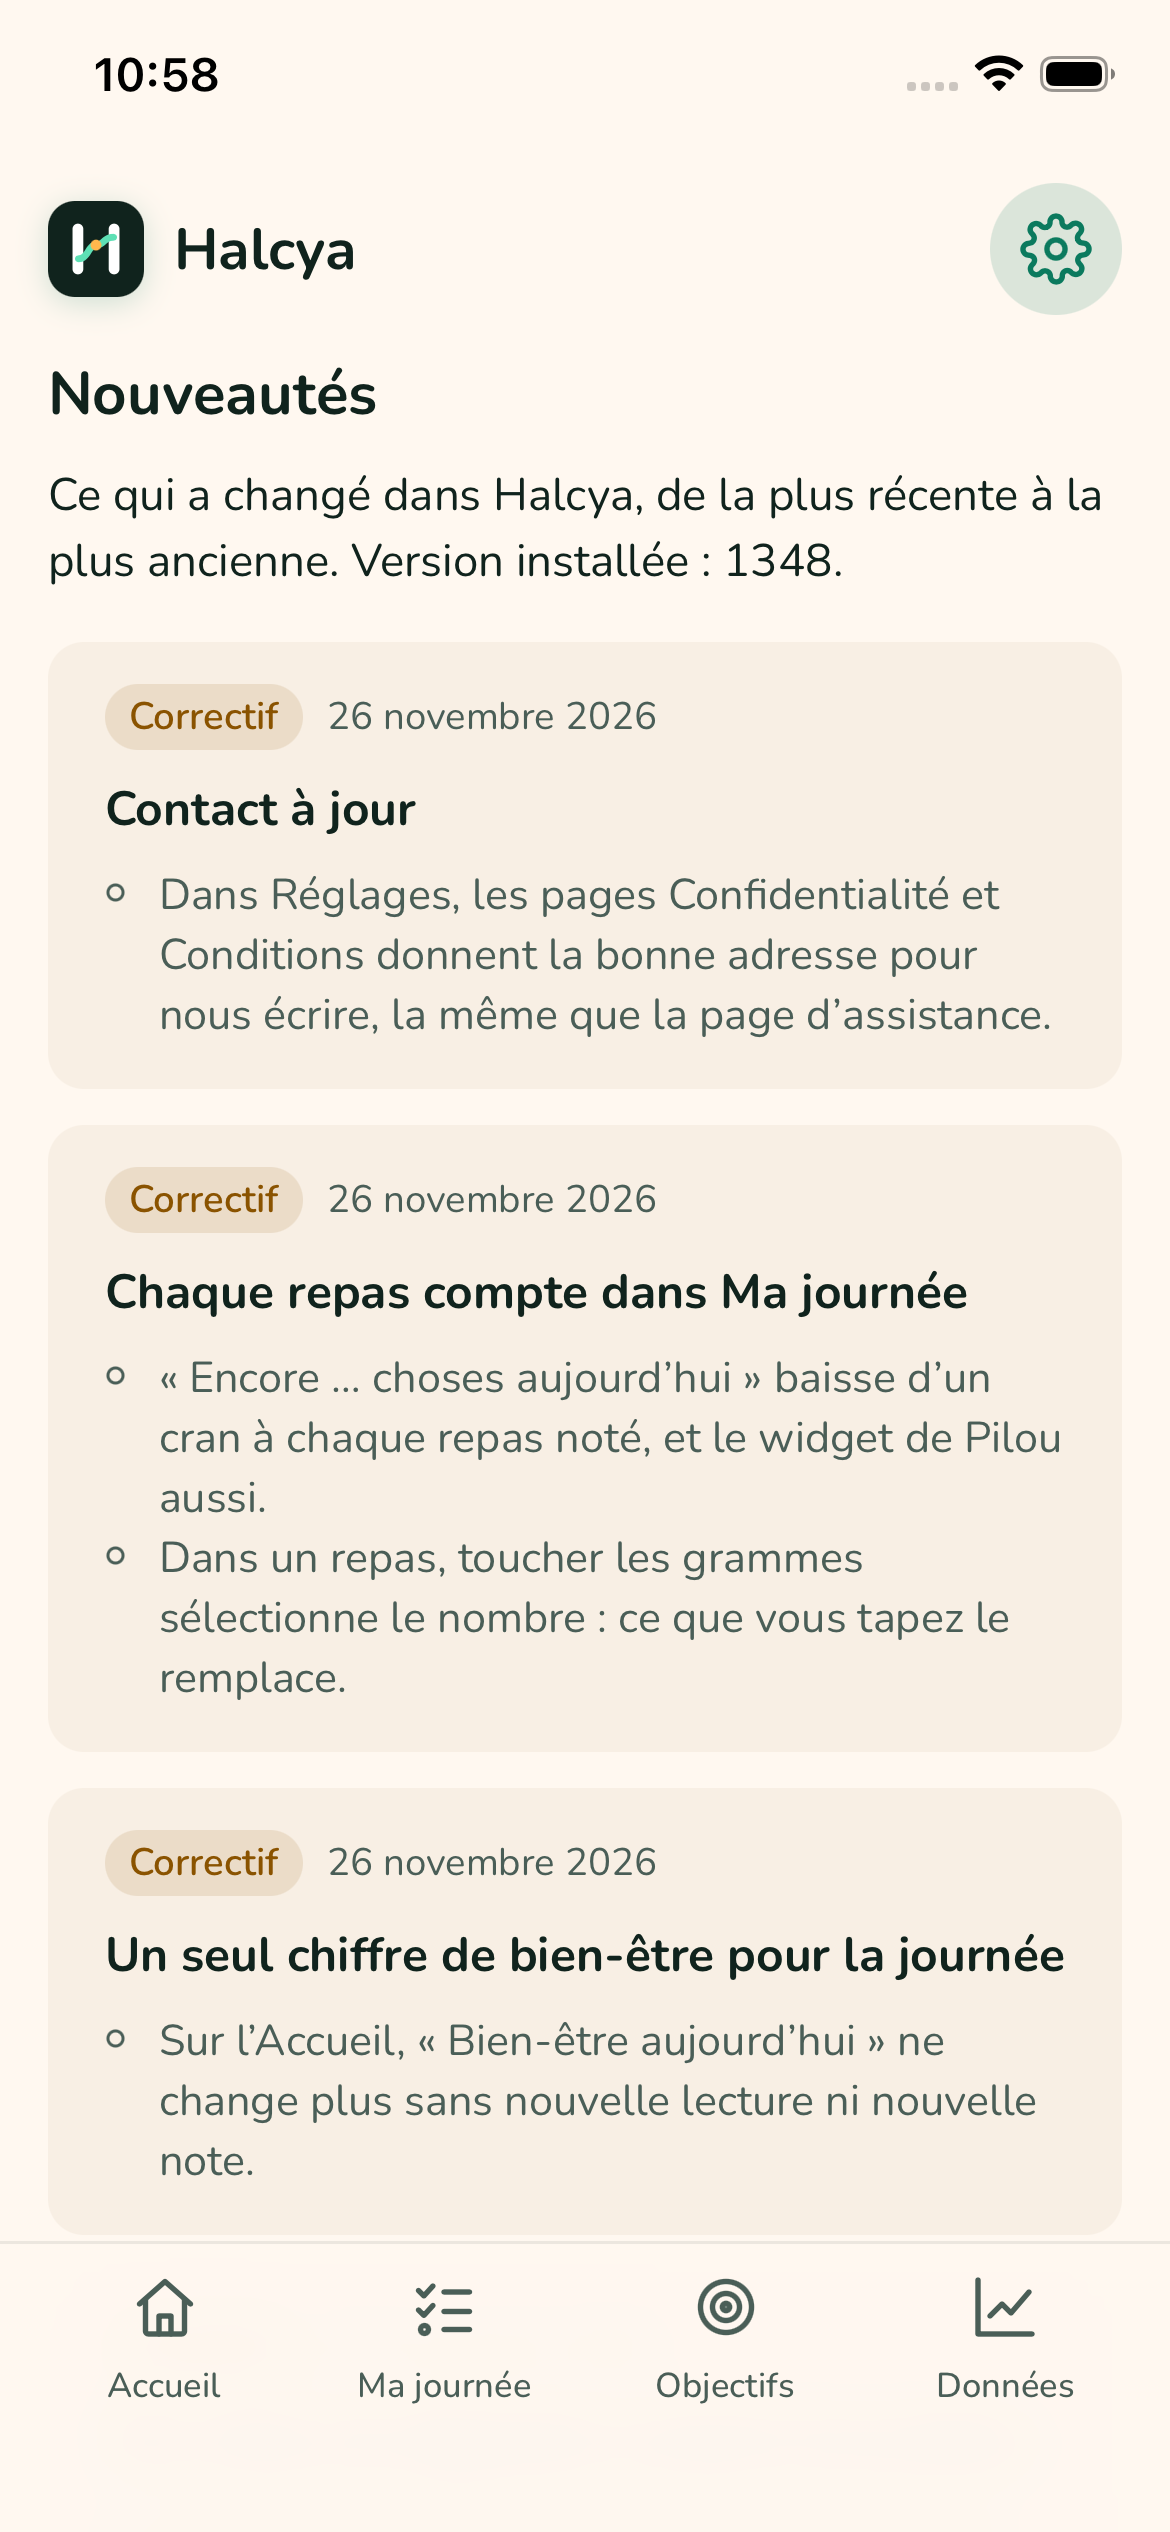 10:58
Halcya
Nouveautés
Ce qui a changé dans Halcya, de la plus récente à la
plus ancienne. Version installée : 1348.
Correctif 26 novembre 2026
Contact à jour
Dans Réglages, les pages Confidentialité et
Conditions donnent la bonne adresse pour
nous écrire, la même que la page d’assistance.
Correctif 26 novembre 2026
Chaque repas compte dans Ma journée
« Encore … choses aujourd’hui » baisse d’un
cran à chaque repas noté, et le widget de Pilou
aussi.
Dans un repas, toucher les grammes
sélectionne le nombre : ce que vous tapez le
remplace.
Correctif 26 novembre 2026
Un seul chiffre de bien-être pour la journée
Sur l’Accueil, « Bien-être aujourd’hui » ne
change plus sans nouvelle lecture ni nouvelle
note.
Accueil Ma journée Objectifs Données